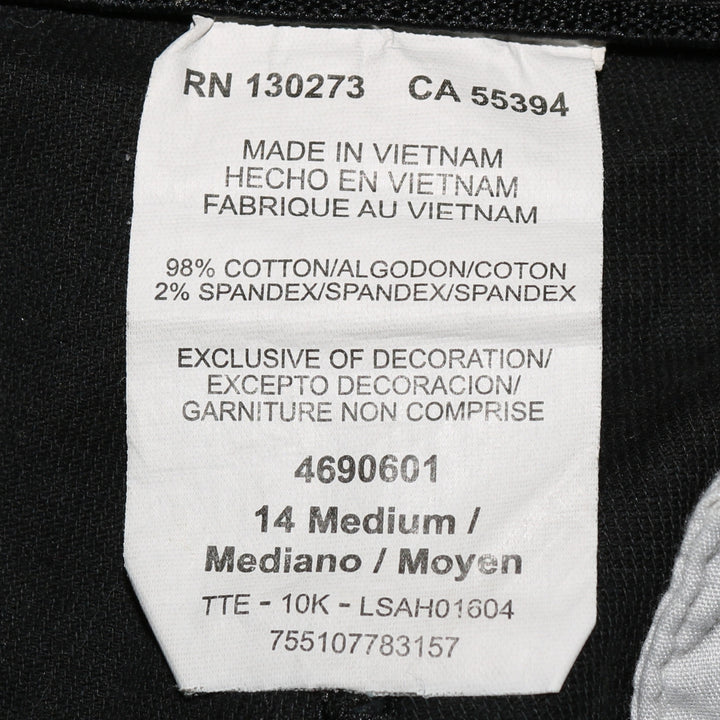 RN 130273 CA 55394
MADE IN VIETNAM
HECHO EN VIETNAM
FABRIQUE AU VIETNAM
98% COTTON/ALGODON/COTON
2% SPANDEX/SPANDEX/SPANDEX
EXCLUSIVE OF DECORATION/
EXCEPTO DECORACION/
GARNITURE NON COMPRISE
4690601
14 Medium /
Mediano / Moyen
TTE - 10K - LSAH01604
755107783157